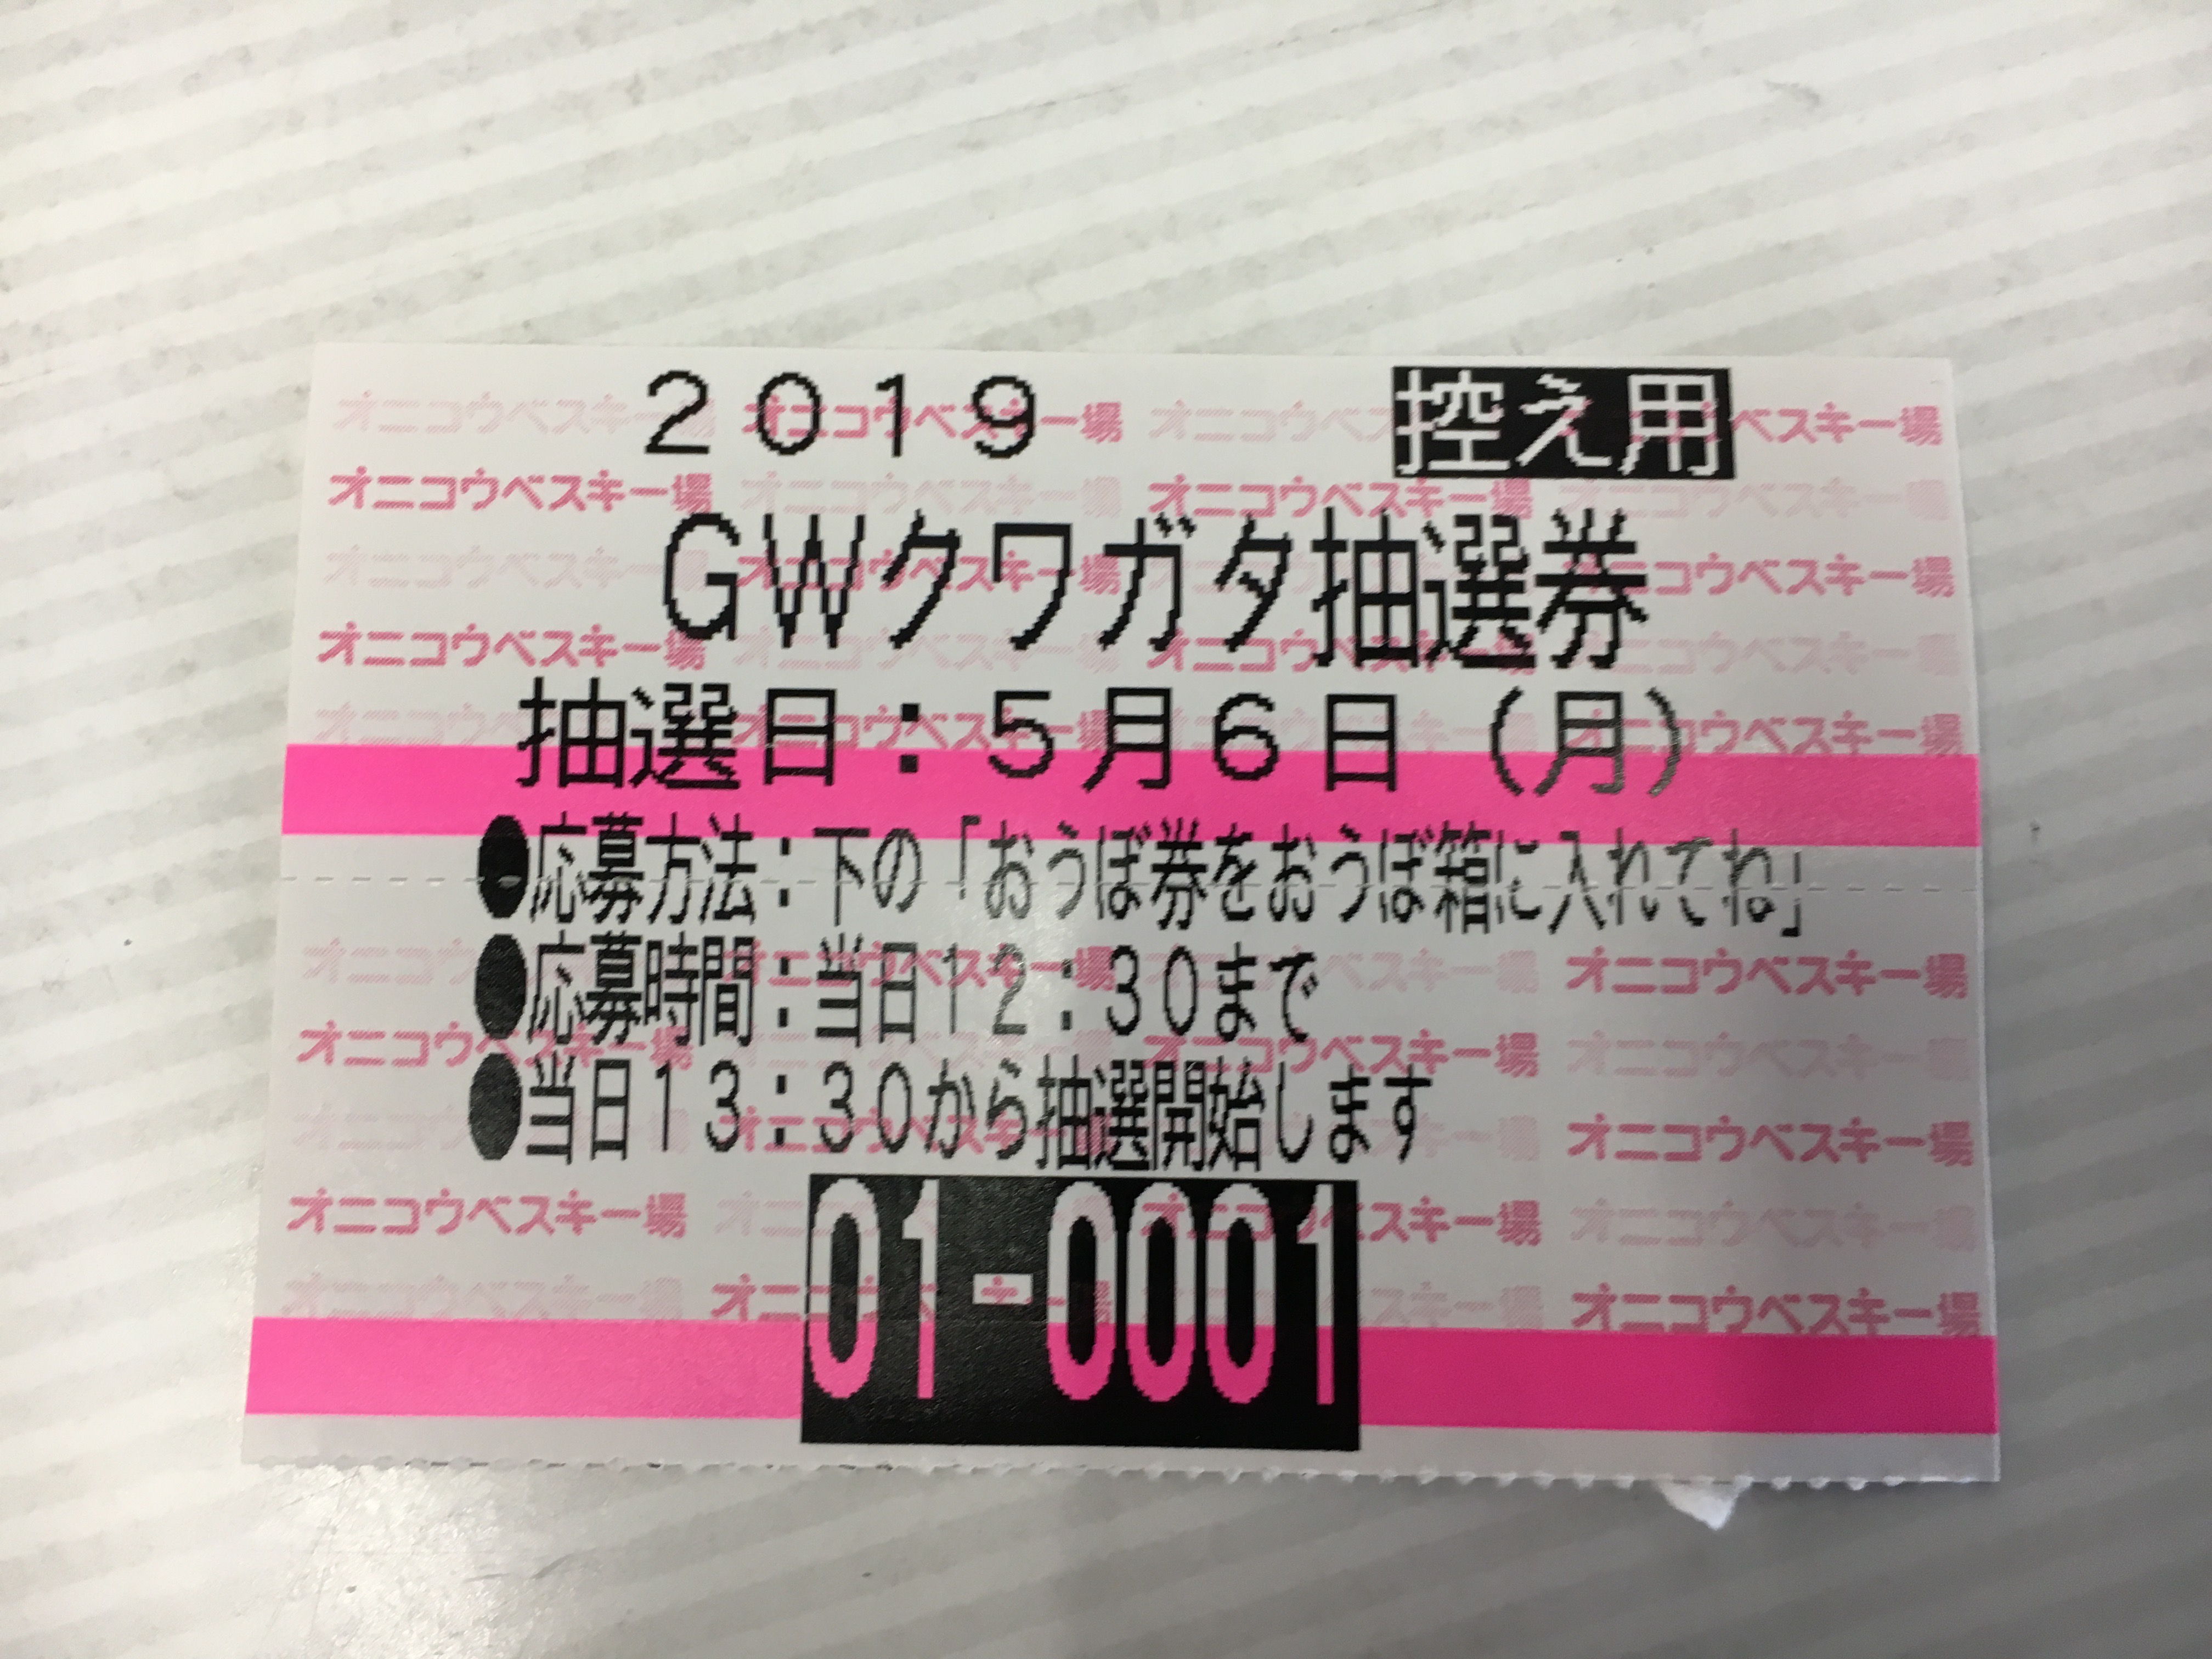 2019 控え用
GWクワガタ抽選券
抽選日：5月6日（月）
●応募方法：下の「おうぼ券をおうぼ箱に入れてね」
●応募時間：当日12：30まで
●当日13：30から抽選開始します
01-0001
オニコウベスキー場